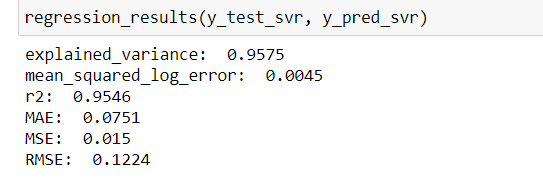 regression_results(y_test_svr, y_pred_svr)
explained_variance:  0.9575
mean_squared_log_error:  0.0045
r2:  0.9546
MAE:  0.0751
MSE:  0.015
RMSE:  0.1224